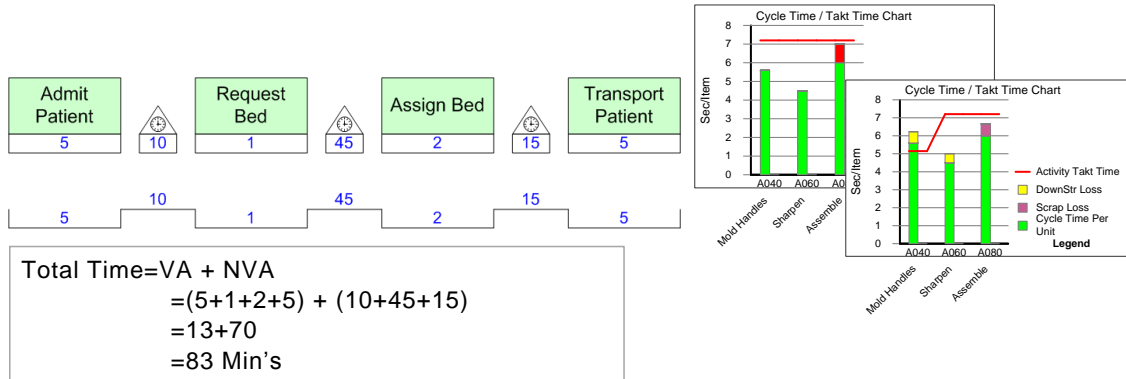 Admit
Patient
5
10
Request
Bed
1
45
Assign Bed
2
15
Transport
Patient
5
5
10
1
45
2
15
5
Total Time=VA + NVA
=(5+1+2+5) + (10+45+15)
=13+70
=83 Min's
Cycle Time / Takt Time Chart
Sec/Item
8
7
6
5
4
3
2
1
0
A040
A060
A0
Mold Handles
Sharpen
Assemble
Cycle Time / Takt Time Chart
Sec/Item
8
7
6
5
4
3
2
1
0
A040
A060
A080
Mold Handles
Sharpen
Assemble
Activity Takt Time
DownStr Loss
Scrap Loss
Cycle Time Per
Unit
Legend